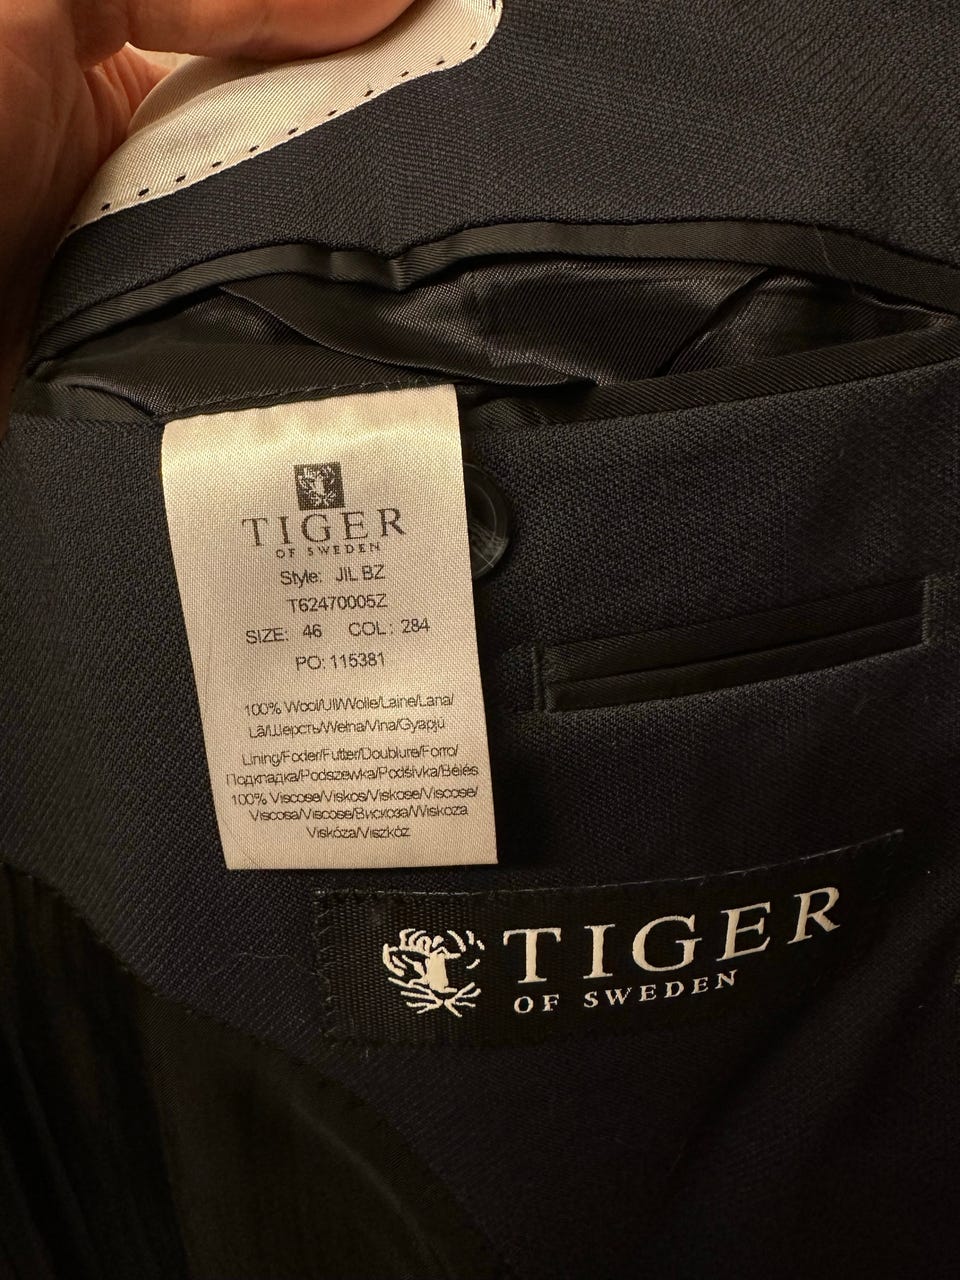 TIGER
OF SWEDEN
Style: JIL BZ
T62470005Z
SIZE: 46 COL: 284
PO: 115381
100% Wool/Ull/Wolle/Laine/Lana/
Lã/Шерсть/Wełna/Vlna/Gyapjú
Lining/Foder/Futter/Doublure/Forro/
Подкладка/Podszewka/Podšívka/Bélés
100% Viscose/Viskos/Viskose/Viscose/
Viscosa/Viscose/Вискоза/Wiskoza
Viskóza/Viszkóz
TIGER
OF SWEDEN